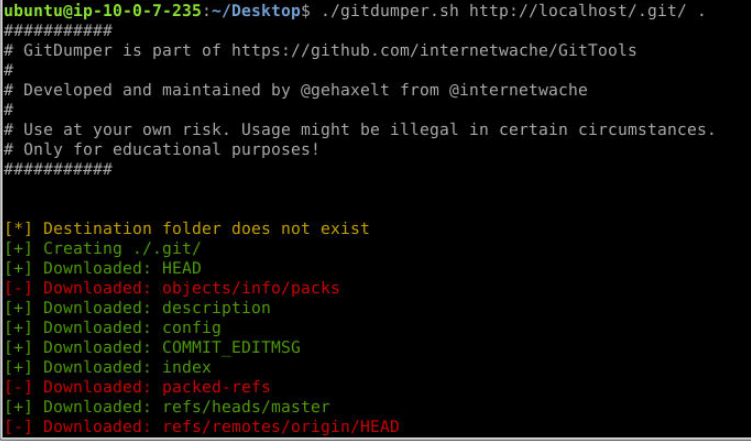 ubuntu@ip-10-0-7-235:~/Desktop$ ./gitdumper.sh http://localhost/.git/ .
###########
# GitDumper is part of https://github.com/internetwache/GitTools
#
# Developed and maintained by @gehaxelt from @internetwache
#
# Use at your own risk. Usage might be illegal in certain circumstances.
# Only for educational purposes!
###########
[*] Destination folder does not exist
[+] Creating ./.git/
[+] Downloaded: HEAD
[-] Downloaded: objects/info/packs
[+] Downloaded: description
[+] Downloaded: config
[+] Downloaded: COMMIT_EDITMSG
[+] Downloaded: index
[-] Downloaded: packed-refs
[+] Downloaded: refs/heads/master
[-] Downloaded: refs/remotes/origin/HEAD